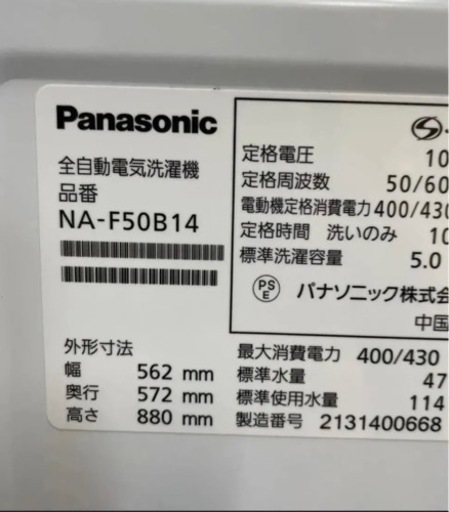 Panasonic
全自動電気洗濯機
品番
NA-F50B14
外形寸法
幅 562 mm
奥行 572 mm
高さ 880 mm
定格電圧 10
定格周波数 50/60
電動機定格消費電力 400/430
定格時間 洗いのみ 10
標準洗濯容量 5.0
PS E パナソニック株式会
中国
最大消費電力 400/430
標準水量 47
標準使用水量 114
製造番号 2131400668